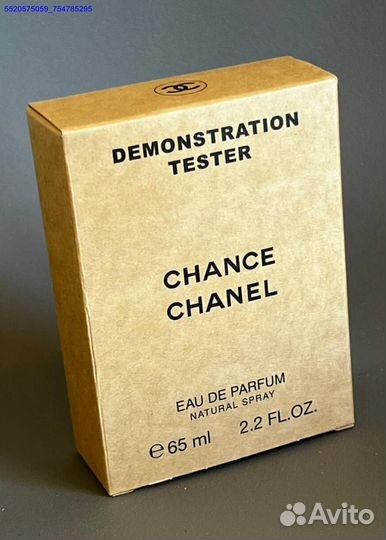 5520575059_754785295
DEMONSTRATION
TESTER
CHANCE
CHANEL
EAU DE PARFUM
NATURAL SPRAY
℮ 65 ml 2.2 FL.OZ.
Avito